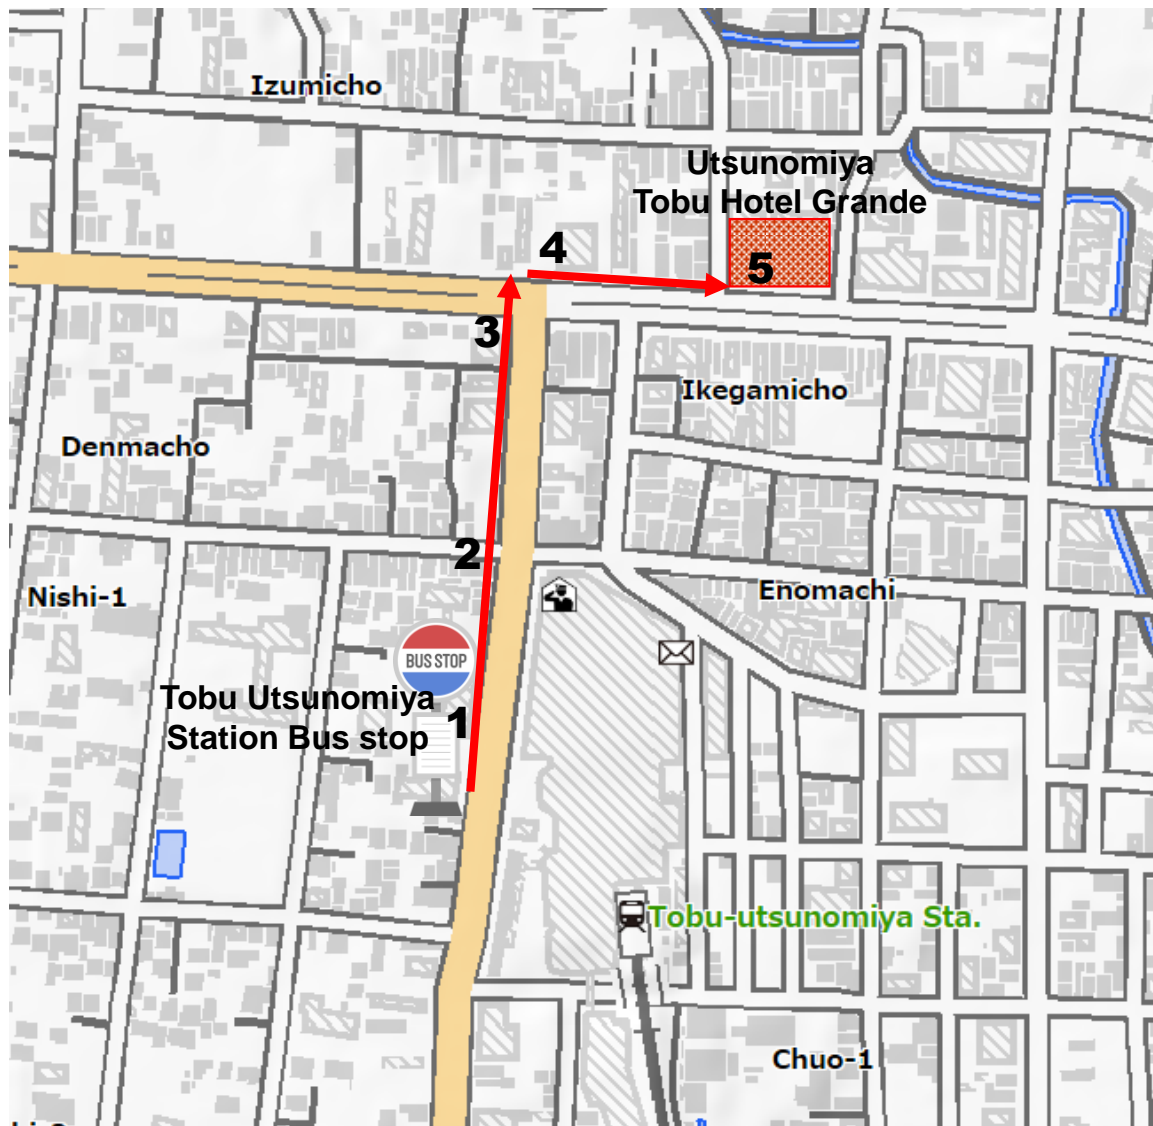 Izumicho
Utsunomiya
Tobu Hotel Grande
4
5
3
Ikegamicho
Denmacho
2
Enomachi
Nishi-1
BUS STOP
Tobu Utsunomiya
Station Bus stop
1
Tobu-utsunomiya Sta.
Chuo-1